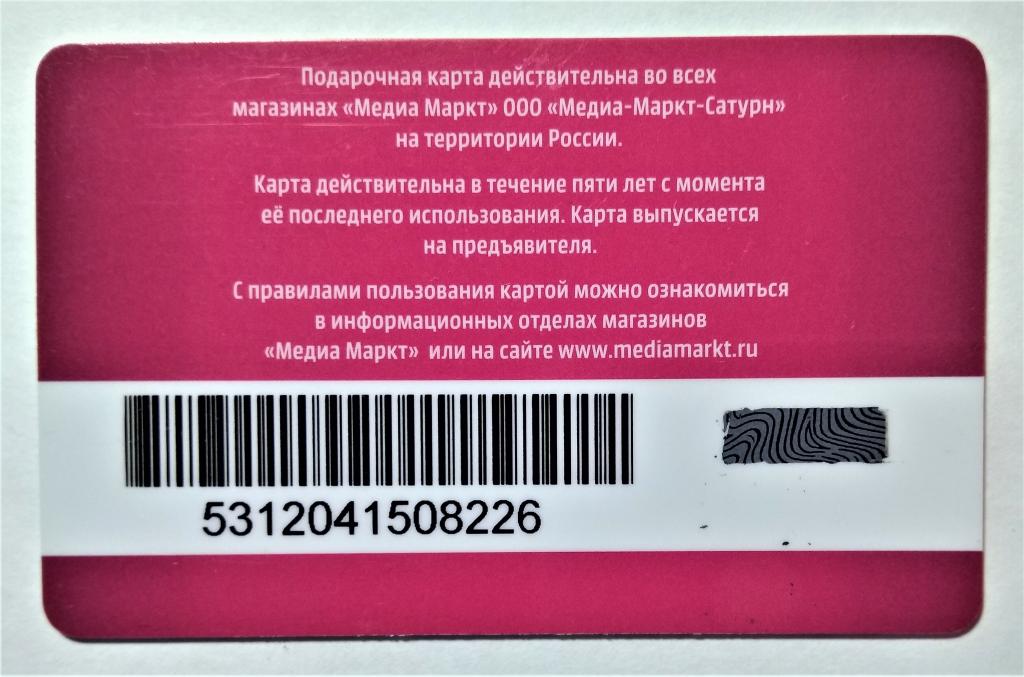 Подарочная карта действительна во всех
магазинах «Медиа Маркт» ООО «Медиа-Маркт-Сатурн»
на территории России.
Карта действительна в течение пяти лет с момента
её последнего использования. Карта выпускается
на предъявителя.
С правилами пользования картой можно ознакомиться
в информационных отделах магазинов
«Медиа Маркт» или на сайте www.mediamarkt.ru
5312041508226